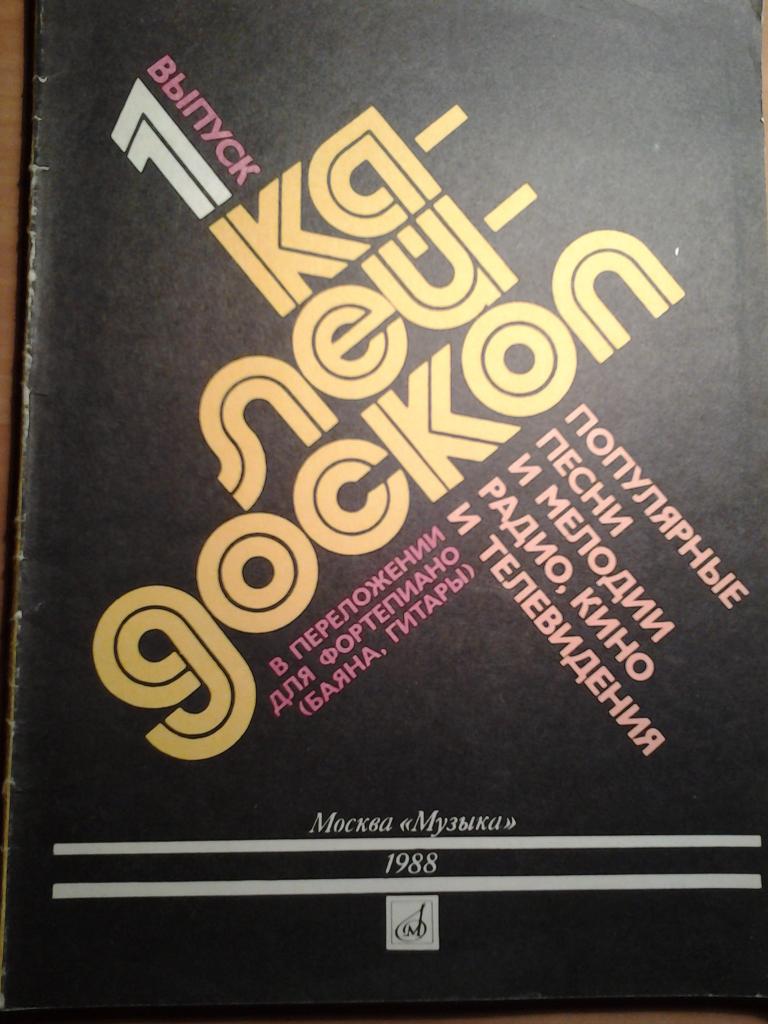 ВЫПУСК
1
КА-
ЛЕЙ-
ДОСКОП
ПОПУЛЯРНЫЕ
ПЕСНИ
И МЕЛОДИИ
РАДИО, КИНО
И ТЕЛЕВИДЕНИЯ
В ПЕРЕЛОЖЕНИИ
ДЛЯ ФОРТЕПИАНО
(БАЯНА, ГИТАРЫ)
Москва «Музыка»
1988